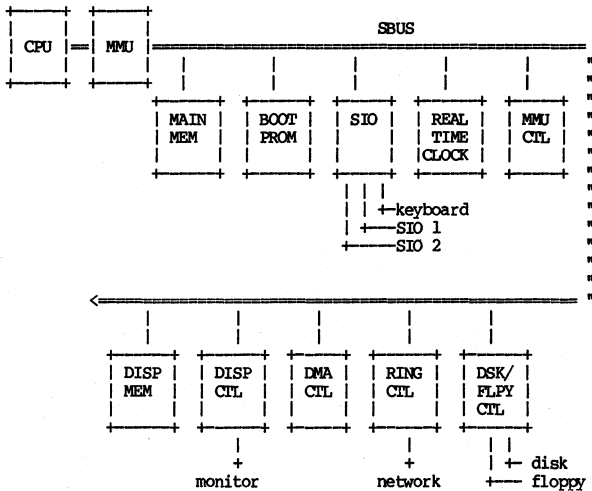 SBUS
CPU MMU
MAIN BOOT SIO REAL MMU
MEM PROM TIME CTL
CLOCK
keyboard
SIO 1
SIO 2
DISP DISP DMA RING DSK/
MEM CTL CTL CTL FLPY
CTL
disk
monitor network floppy